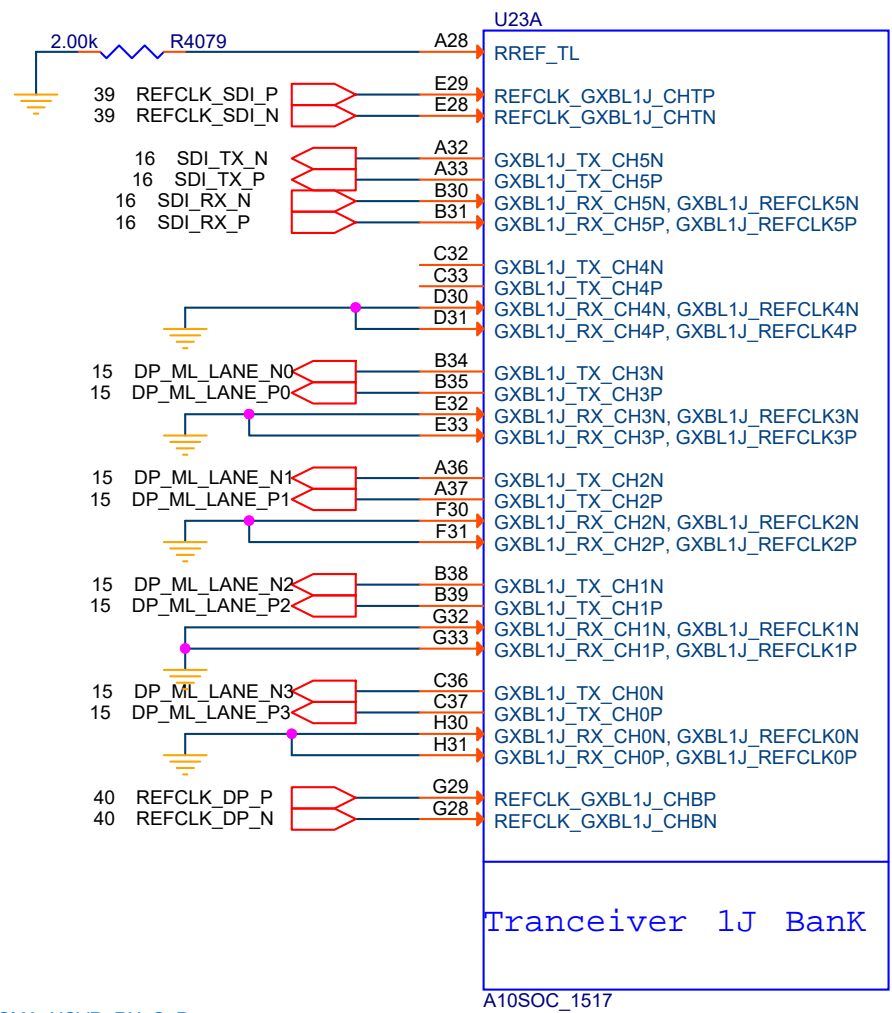 U23A
2.00k R4079 A28 RREF_TL
39 REFCLK_SDI_P E29 REFCLK_GXBL1J_CHTP
39 REFCLK_SDI_N E28 REFCLK_GXBL1J_CHTN
16 SDI_TX_N A32 GXBL1J_TX_CH5N
16 SDI_TX_P A33 GXBL1J_TX_CH5P
16 SDI_RX_N B30 GXBL1J_RX_CH5N, GXBL1J_REFCLK5N
16 SDI_RX_P B31 GXBL1J_RX_CH5P, GXBL1J_REFCLK5P
C32 GXBL1J_TX_CH4N
C33 GXBL1J_TX_CH4P
D30 GXBL1J_RX_CH4N, GXBL1J_REFCLK4N
D31 GXBL1J_RX_CH4P, GXBL1J_REFCLK4P
15 DP_ML_LANE_N0 B34 GXBL1J_TX_CH3N
15 DP_ML_LANE_P0 B35 GXBL1J_TX_CH3P
E32 GXBL1J_RX_CH3N, GXBL1J_REFCLK3N
E33 GXBL1J_RX_CH3P, GXBL1J_REFCLK3P
15 DP_ML_LANE_N1 A36 GXBL1J_TX_CH2N
15 DP_ML_LANE_P1 A37 GXBL1J_TX_CH2P
F30 GXBL1J_RX_CH2N, GXBL1J_REFCLK2N
F31 GXBL1J_RX_CH2P, GXBL1J_REFCLK2P
15 DP_ML_LANE_N2 B38 GXBL1J_TX_CH1N
15 DP_ML_LANE_P2 B39 GXBL1J_TX_CH1P
G32 GXBL1J_RX_CH1N, GXBL1J_REFCLK1N
G33 GXBL1J_RX_CH1P, GXBL1J_REFCLK1P
15 DP_ML_LANE_N3 C36 GXBL1J_TX_CH0N
15 DP_ML_LANE_P3 C37 GXBL1J_TX_CH0P
H30 GXBL1J_RX_CH0N, GXBL1J_REFCLK0N
H31 GXBL1J_RX_CH0P, GXBL1J_REFCLK0P
40 REFCLK_DP_P G29 REFCLK_GXBL1J_CHBP
40 REFCLK_DP_N G28 REFCLK_GXBL1J_CHBN
Tranceiver 1J BanK
A10SOC_1517